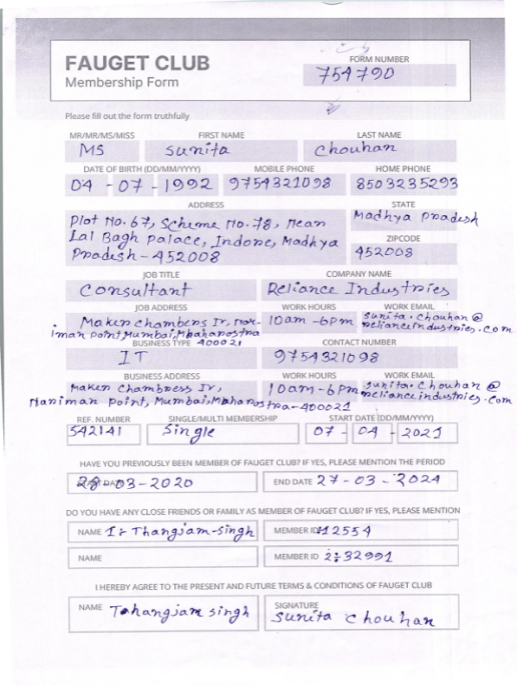 FAUGET CLUB
Membership Form
FORM NUMBER
754790
Please fill out the form truthfully
MR/MR/MS/MISS FIRST NAME LAST NAME
MS Sunita Chouhan
DATE OF BIRTH (DD/MM/YYYY) MOBILE PHONE HOME PHONE
04 - 07 - 1992 9754321098 8503235293
ADDRESS STATE
Plot No. 67, Scheme No. 78, Near Madhya Pradesh
Lal Bagh Palace, Indore, Madhya ZIPCODE
Pradesh - 452008 452008
JOB TITLE COMPANY NAME
Consultant Reliance Industries
JOB ADDRESS WORK HOURS WORK EMAIL
Maker Chambers IV, Nar- 10am - 6pm sunita.chouhan@
iman point, Mumbai, Maharastra relianceindustries.com
BUSINESS TYPE 400021 CONTACT NUMBER
IT 9754321098
BUSINESS ADDRESS WORK HOURS WORK EMAIL
Maker Chambers IV, 10am - 6pm sunita.chouhan@
Nariman point, Mumbai, Maharastra-400021 relianceindustries.com
REF. NUMBER SINGLE/MULTI MEMBERSHIP START DATE (DD/MM/YYYY)
542141 Single 07 - 04 - 2021
HAVE YOU PREVIOUSLY BEEN MEMBER OF FAUGET CLUB? IF YES, PLEASE MENTION THE PERIOD
28-03-2020 END DATE 27-03-2024
DO YOU HAVE ANY CLOSE FRIENDS OR FAMILY AS MEMBER OF FAUGET CLUB? IF YES, PLEASE MENTION
NAME 1:- Thangjam-Singh MEMBER ID 12554
NAME MEMBER ID 2:- 32991
I HEREBY AGREE TO THE PRESENT AND FUTURE TERMS & CONDITIONS OF FAUGET CLUB
NAME Tohangjam singh SIGNATURE
Sunita Chouhan